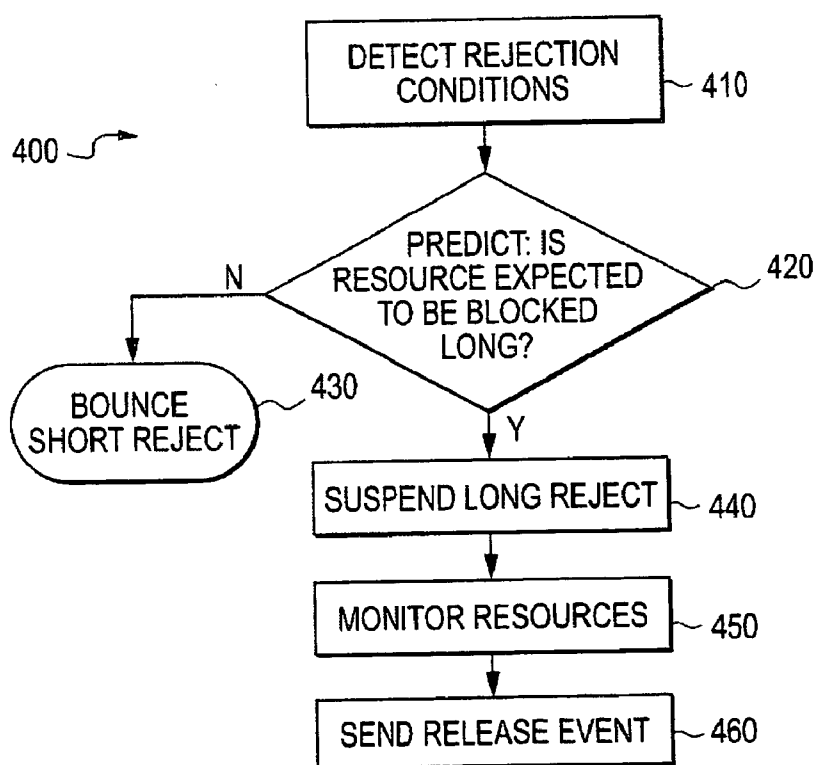 DETECT REJECTION
CONDITIONS
410
400
PREDICT: IS
RESOURCE EXPECTED
TO BE BLOCKED
LONG?
420
N
BOUNCE
SHORT REJECT
430
Y
SUSPEND LONG REJECT
440
MONITOR RESOURCES
450
SEND RELEASE EVENT
460